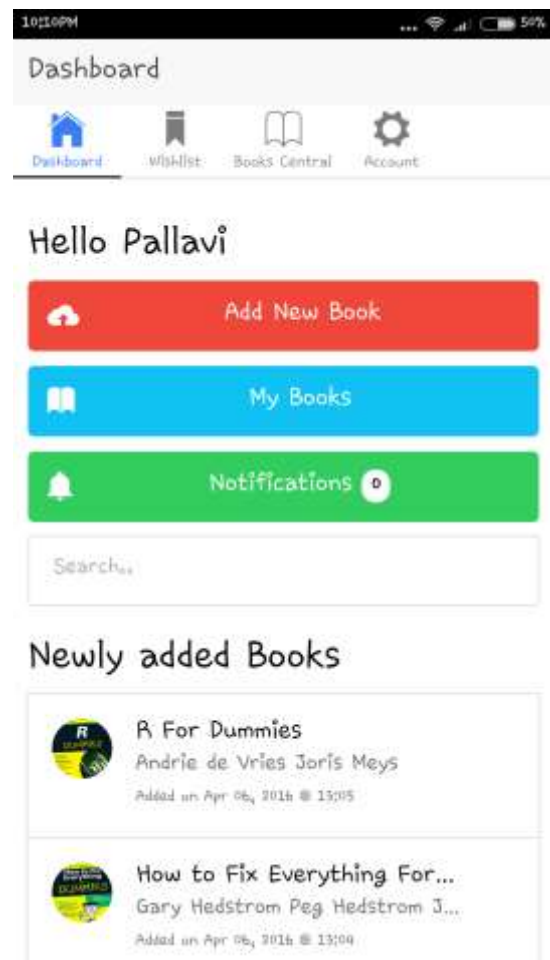 10:10PM ... 50%
Dashboard
Dashboard Wishlist Books Central Account
Hello Pallavi
Add New Book
My Books
Notifications 0
Search..
Newly added Books
R For Dummies
Andrie de Vries Joris Meys
Added on Apr 06, 2016 @ 13:05
How to Fix Everything For...
Gary Hedstrom Peg Hedstrom J...
Added on Apr 06, 2016 @ 13:04
R
DUMMIES
DUMMIES